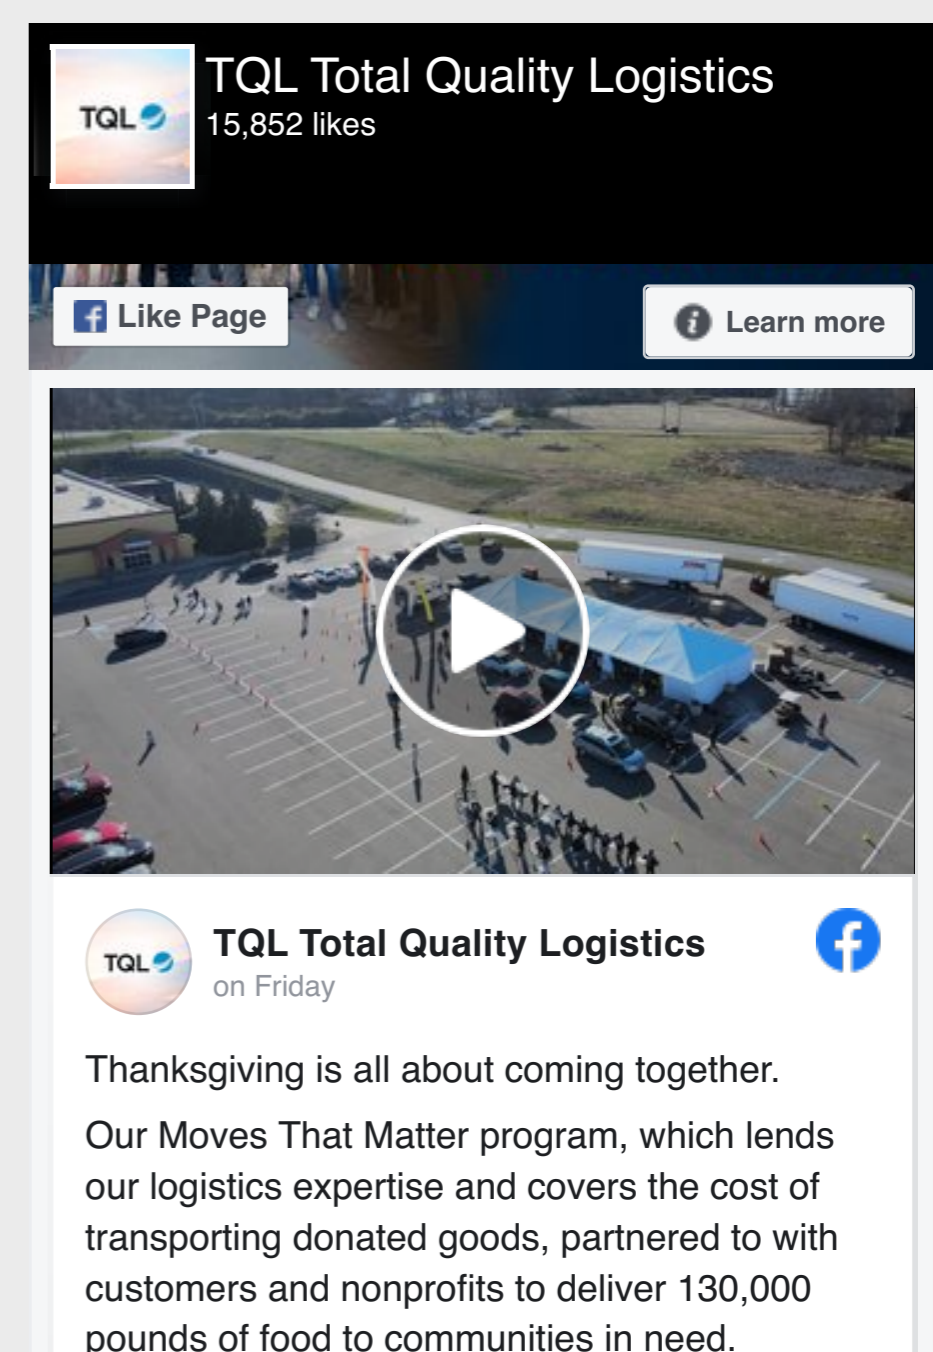 TQL
TQL Total Quality Logistics
15,852 likes
Like Page
Learn more
TQL
TQL Total Quality Logistics
on Friday
Thanksgiving is all about coming together.
Our Moves That Matter program, which lends
our logistics expertise and covers the cost of
transporting donated goods, partnered to with
customers and nonprofits to deliver 130,000
pounds of food to communities in need.